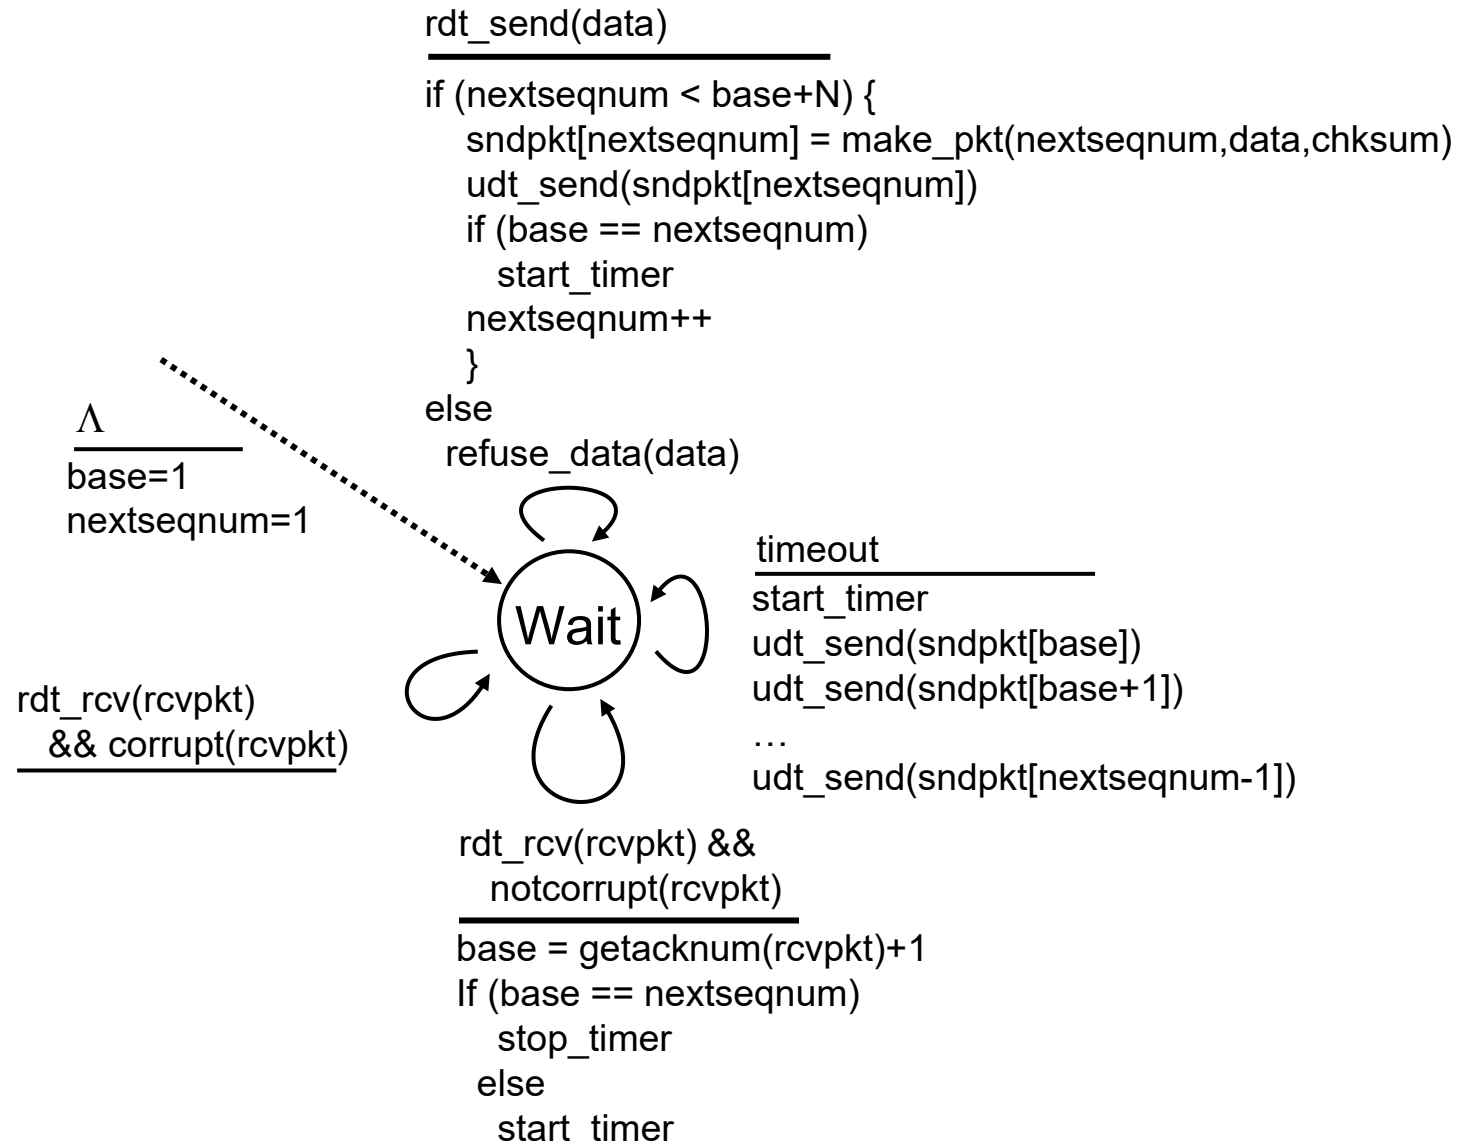 rdt_send(data)
if (nextseqnum < base+N) {
sndpkt[nextseqnum] = make_pkt(nextseqnum,data,chksum)
udt_send(sndpkt[nextseqnum])
if (base == nextseqnum)
start_timer
nextseqnum++
}
else
refuse_data(data)
Λ
base=1
nextseqnum=1
Wait
timeout
start_timer
udt_send(sndpkt[base])
udt_send(sndpkt[base+1])
…
udt_send(sndpkt[nextseqnum-1])
rdt_rcv(rcvpkt)
&& corrupt(rcvpkt)
rdt_rcv(rcvpkt) &&
notcorrupt(rcvpkt)
base = getacknum(rcvpkt)+1
If (base == nextseqnum)
stop_timer
else
start_timer